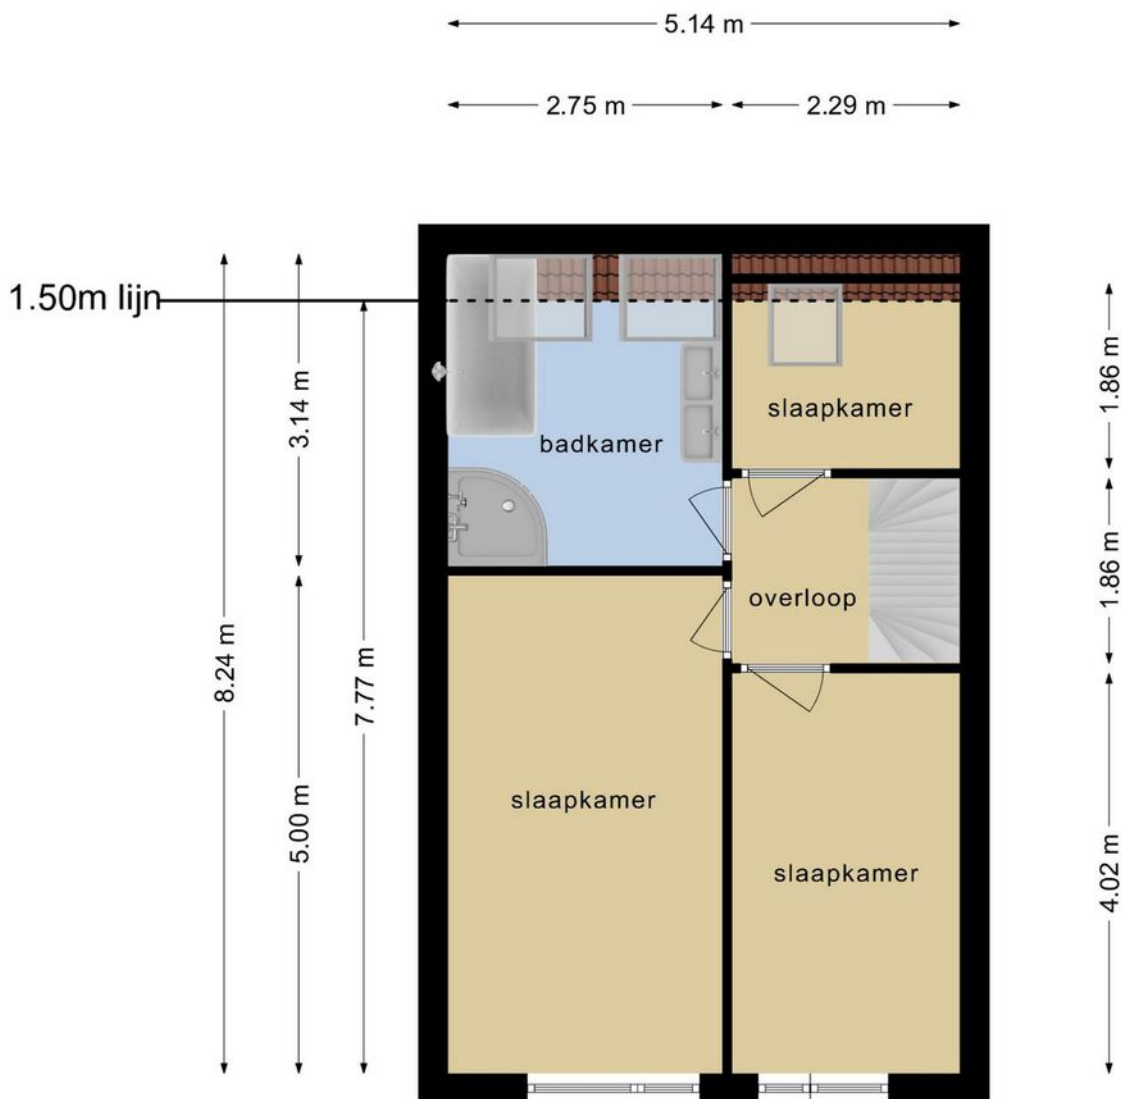 5.14 m
2.75 m
2.29 m
1.50m lijn
3.14 m
1.86 m
slaapkamer
badkamer
8.24 m
7.77 m
1.86 m
overloop
5.00 m
slaapkamer
slaapkamer
4.02 m